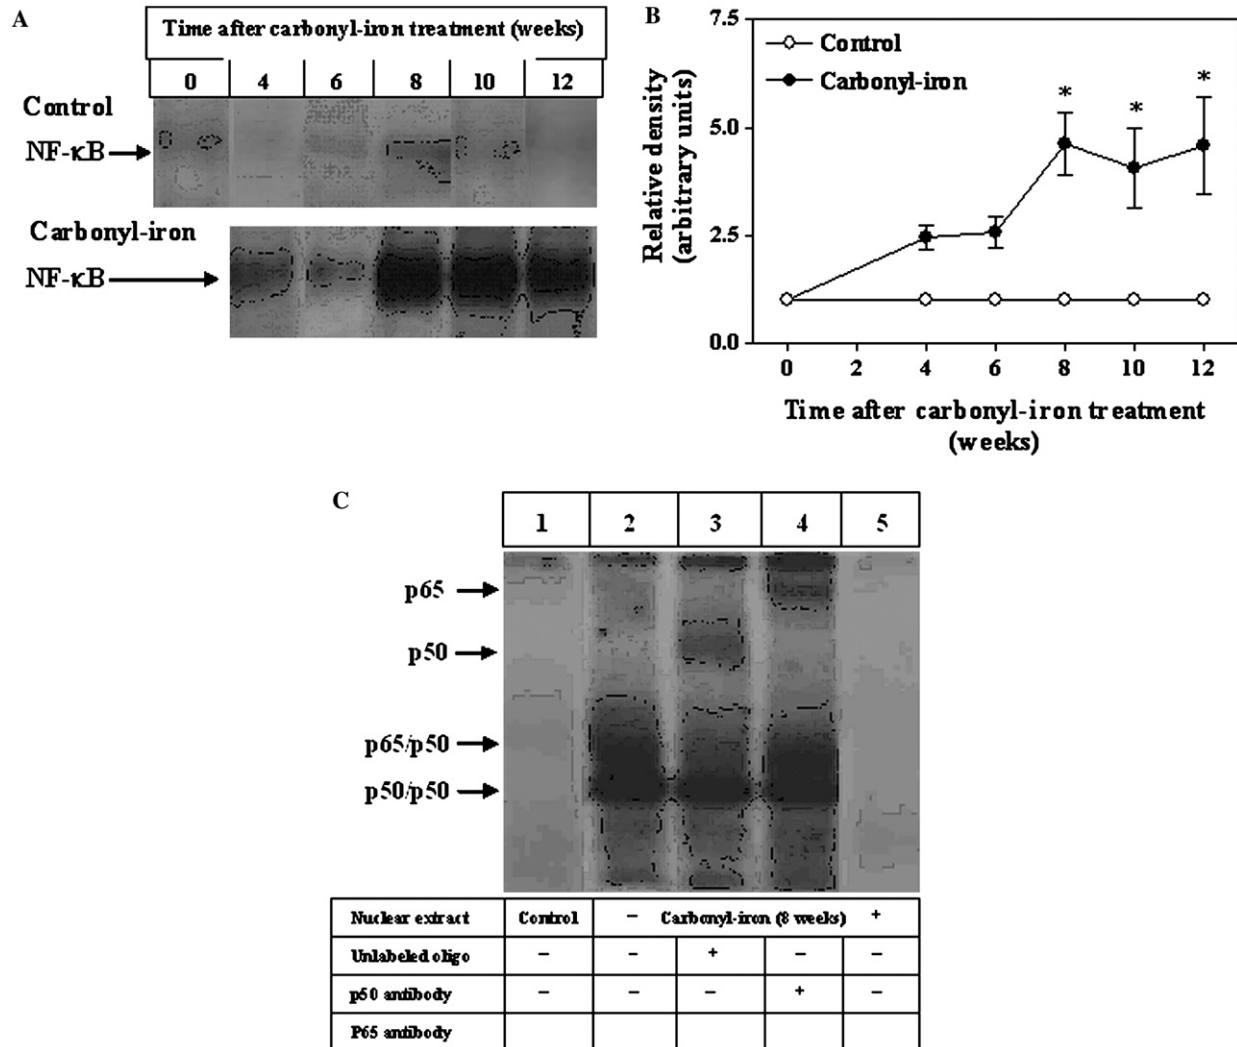 A
Time after carbonyl-iron treatment (weeks)
0 4 6 8 10 12
Control
NF-κB
Carbonyl-iron
NF-κB
B
Relative density
(arbitrary units)
7.5
5.0
2.5
0.0
Control
Carbonyl-iron
* * *
0 2 4 6 8 10 12
Time after carbonyl-iron treatment
(weeks)
C
1 2 3 4 5
p65
p50
p65/p50
p50/p50
Nuclear extract Control – Carbonyl-iron (8 weeks) +
Unlabeled oligo – – + – –
p50 antibody – – – + –
P65 antibody